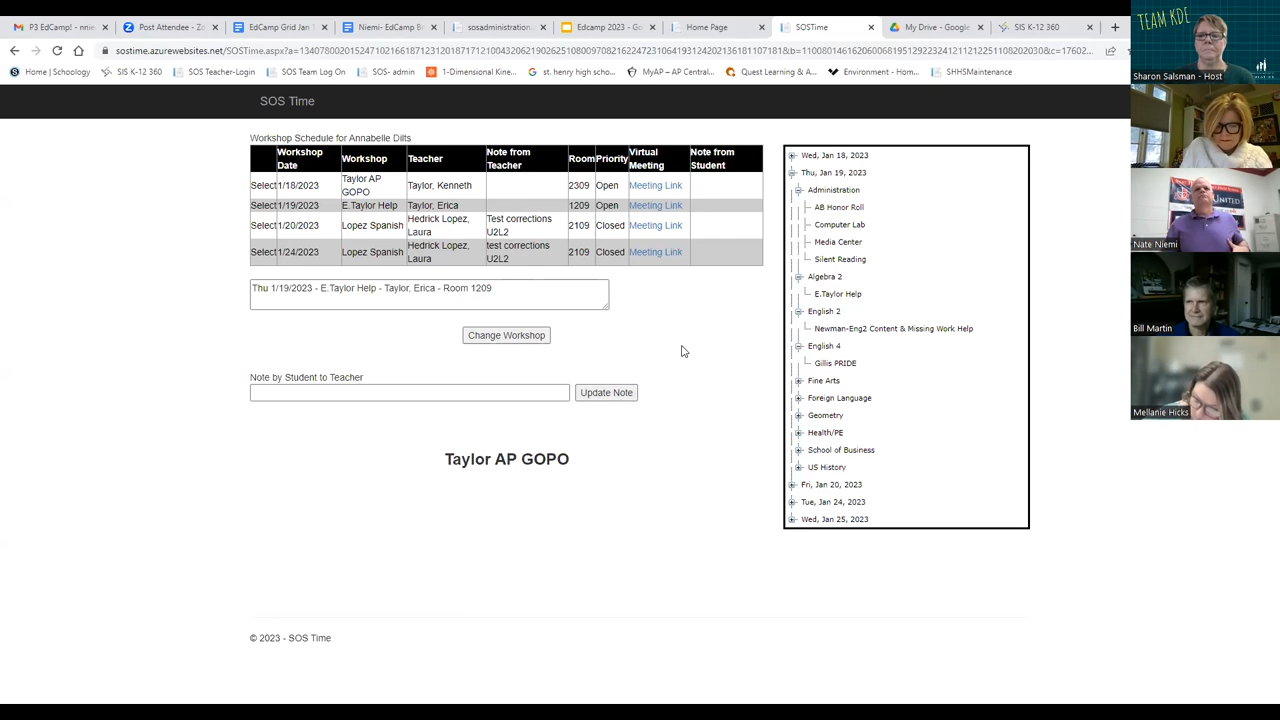 P3 EdCamp! - nnie
Post Attendee - Zo
EdCamp Grid Jan 1
Niemi- EdCamp B
sosadministration.
Edcamp 2023 - Go
Home Page
SOSTime
My Drive - Google
SIS K-12 360
Home | Schoology
SIS K-12 360
SOS Teacher-Login
SOS Team Log On
SOS- admin
1-Dimensional Kine...
st. henry high scho...
MyAP – AP Central...
Quest Learning & A...
Environment - Hom...
SHHSMaintenance
SOS Time
Workshop Schedule for Annabelle Dilts
Workshop Date Workshop Teacher Note from Teacher Room Priority Virtual Meeting Note from Student
Select 1/18/2023 Taylor AP GOPO Taylor, Kenneth 2309 Open Meeting Link
Select 1/19/2023 E.Taylor Help Taylor, Erica 1209 Open Meeting Link
Select 1/20/2023 Lopez Spanish Hedrick Lopez, Laura Test corrections U2L2 2109 Closed Meeting Link
Select 1/24/2023 Lopez Spanish Hedrick Lopez, Laura test corrections U2L2 2109 Closed Meeting Link
Thu 1/19/2023 - E.Taylor Help - Taylor, Erica - Room 1209
Change Workshop
Note by Student to Teacher
Update Note
Taylor AP GOPO
© 2023 - SOS Time
Wed, Jan 18, 2023
Thu, Jan 19, 2023
Administration
AB Honor Roll
Computer Lab
Media Center
Silent Reading
Algebra 2
E.Taylor Help
English 2
Newman-Eng2 Content & Missing Work Help
English 4
Gillis PRIDE
Fine Arts
Foreign Language
Geometry
Health/PE
School of Business
US History
Fri, Jan 20, 2023
Tue, Jan 24, 2023
Wed, Jan 25, 2023
TEAM KDE
Sharon Salsman - Host
UNITED
Nate Niemi
Bill Martin
Mellanie Hicks